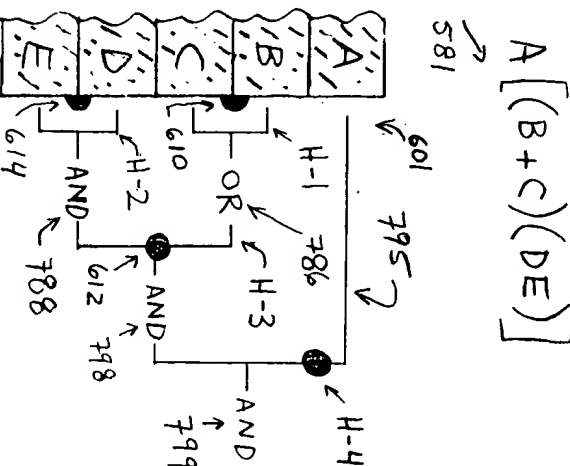 A[(B+C)(DE)]
581
A
B
C
D
E
601
795
H-1
610
OR
786
H-2
614
AND
788
H-3
612
AND
798
H-4
AND
799